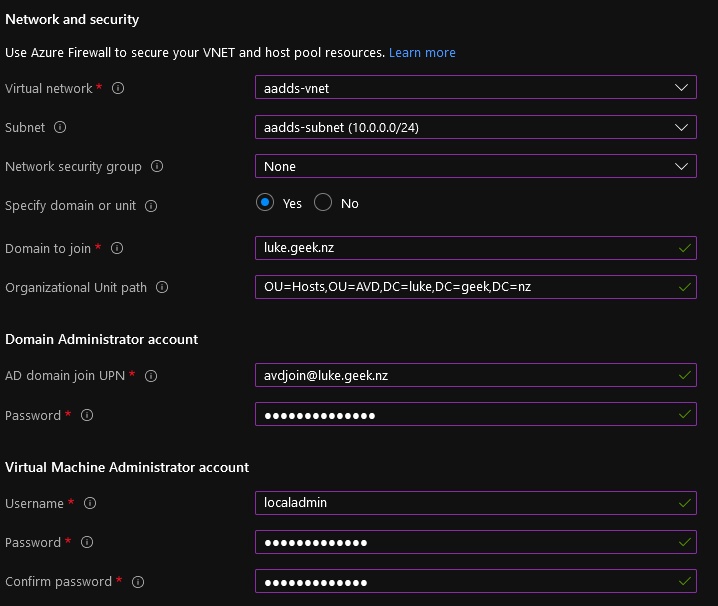 Network and security
Use Azure Firewall to secure your VNET and host pool resources. Learn more
Virtual network * aadds-vnet
Subnet aadds-subnet (10.0.0.0/24)
Network security group None
Specify domain or unit Yes No
Domain to join * luke.geek.nz
Organizational Unit path OU=Hosts,OU=AVD,DC=luke,DC=geek,DC=nz
Domain Administrator account
AD domain join UPN * avdjoin@luke.geek.nz
Password * ●●●●●●●●●●●●●●
Virtual Machine Administrator account
Username * localadmin
Password * ●●●●●●●●●●●●●
Confirm password * ●●●●●●●●●●●●●